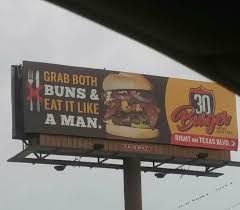 GRAB BOTH
BUNS &
EAT IT LIKE
A MAN.
30
Burger
RIGHT on TEXAS BLVD.